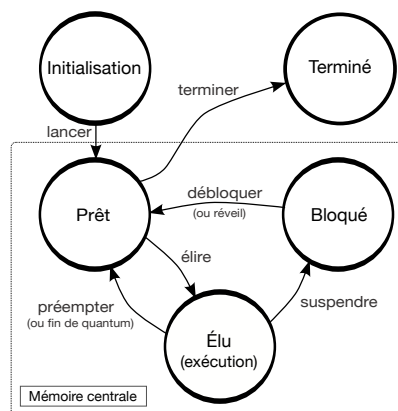 Initialisation
Terminé
terminer
lancer
débloquer
(ou réveil)
Prêt
Bloqué
élire
préempter
(ou fin de quantum)
suspendre
Élu
(exécution)
Mémoire centrale